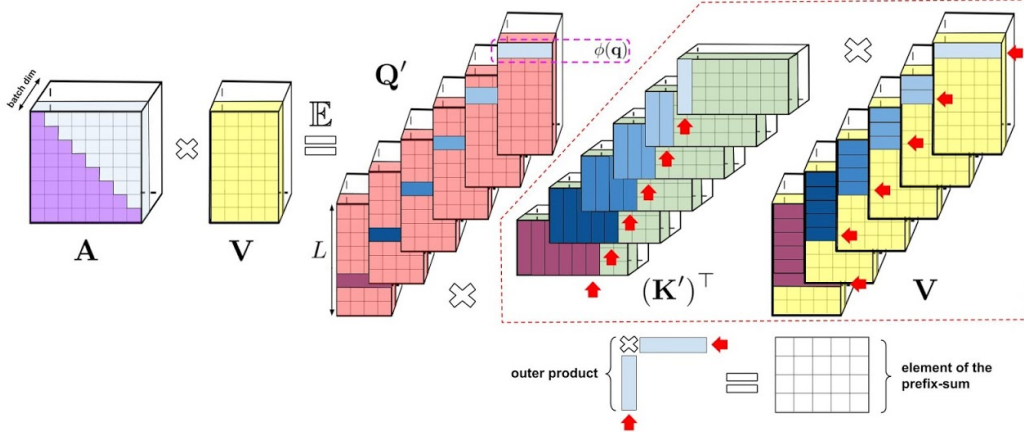 batch dim
A
V
𝔼
Q′
L
ϕ(q)
(K′)⊤
V
outer product
element of the
prefix-sum